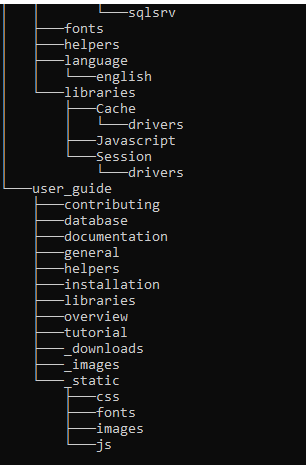 sqlsrv
fonts
helpers
language
english
libraries
Cache
drivers
Javascript
Session
drivers
user_guide
contributing
database
documentation
general
helpers
installation
libraries
overview
tutorial
_downloads
_images
_static
css
fonts
images
js